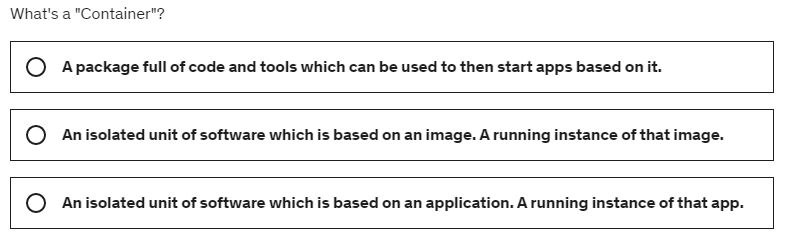 What's a "Container"?
A package full of code and tools which can be used to then start apps based on it.
An isolated unit of software which is based on an image. A running instance of that image.
An isolated unit of software which is based on an application. A running instance of that app.